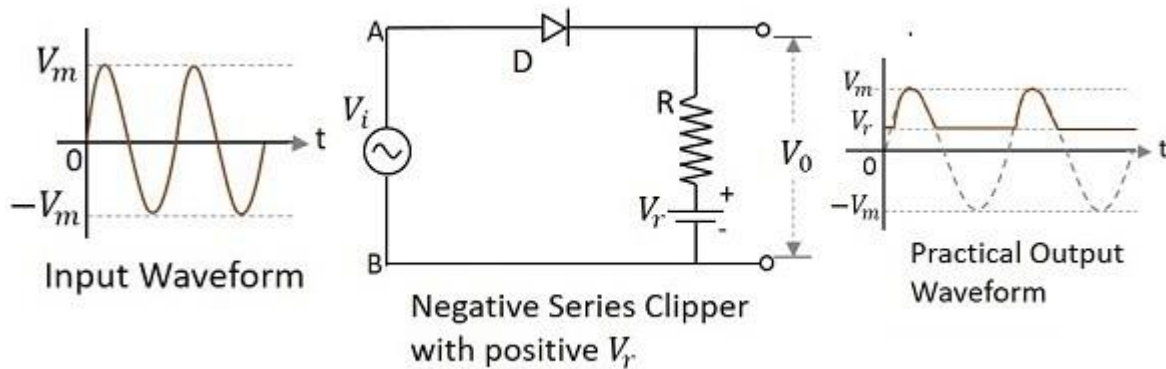 V_m
0
t
−V_m
Input Waveform
A
D
V_i
R
V_r
+
-
V_0
B
Negative Series Clipper
with positive V_r
V_m
V_r
0
t
−V_m
Practical Output
Waveform